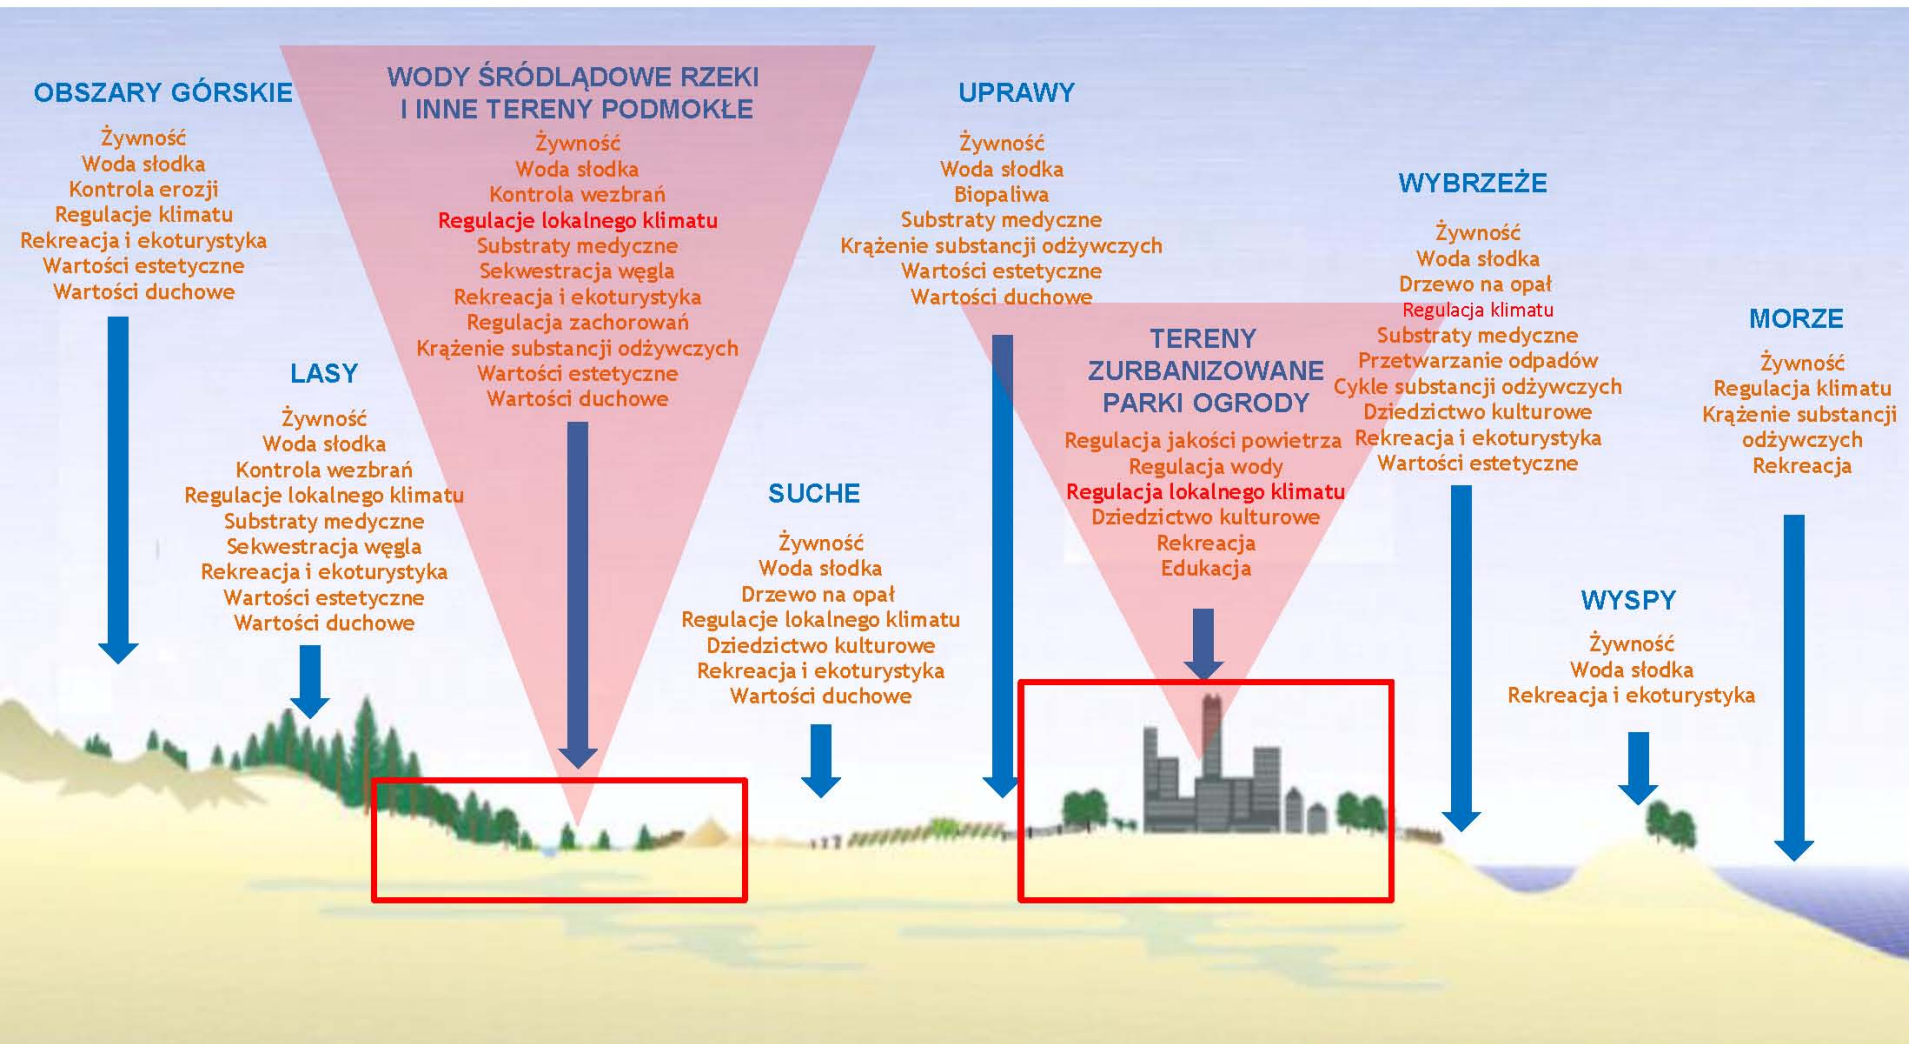 OBSZARY GÓRSKIE
Żywność
Woda słodka
Kontrola erozji
Regulacje klimatu
Rekreacja i ekoturystyka
Wartości estetyczne
Wartości duchowe
LASY
Żywność
Woda słodka
Kontrola wezbrań
Regulacje lokalnego klimatu
Substraty medyczne
Sekwestracja węgla
Rekreacja i ekoturystyka
Wartości estetyczne
Wartości duchowe
WODY ŚRÓDLĄDOWE RZEKI
I INNE TERENY PODMOKŁE
Żywność
Woda słodka
Kontrola wezbrań
Regulacje lokalnego klimatu
Substraty medyczne
Sekwestracja węgla
Rekreacja i ekoturystyka
Regulacja zachorowań
Krążenie substancji odżywczych
Wartości estetyczne
Wartości duchowe
SUCHE
Żywność
Woda słodka
Drzewo na opał
Regulacje lokalnego klimatu
Dziedzictwo kulturowe
Rekreacja i ekoturystyka
Wartości duchowe
UPRAWY
Żywność
Woda słodka
Biopaliwa
Substraty medyczne
Krążenie substancji odżywczych
Wartości estetyczne
Wartości duchowe
TERENY
ZURBANIZOWANE
PARKI OGRODY
Regulacja jakości powietrza
Regulacja wody
Regulacja lokalnego klimatu
Dziedzictwo kulturowe
Rekreacja
Edukacja
WYBRZEŻE
Żywność
Woda słodka
Drzewo na opał
Regulacja klimatu
Substraty medyczne
Przetwarzanie odpadów
Cykle substancji odżywczych
Dziedzictwo kulturowe
Rekreacja i ekoturystyka
Wartości estetyczne
WYSPY
Żywność
Woda słodka
Rekreacja i ekoturystyka
MORZE
Żywność
Regulacja klimatu
Krążenie substancji
odżywczych
Rekreacja